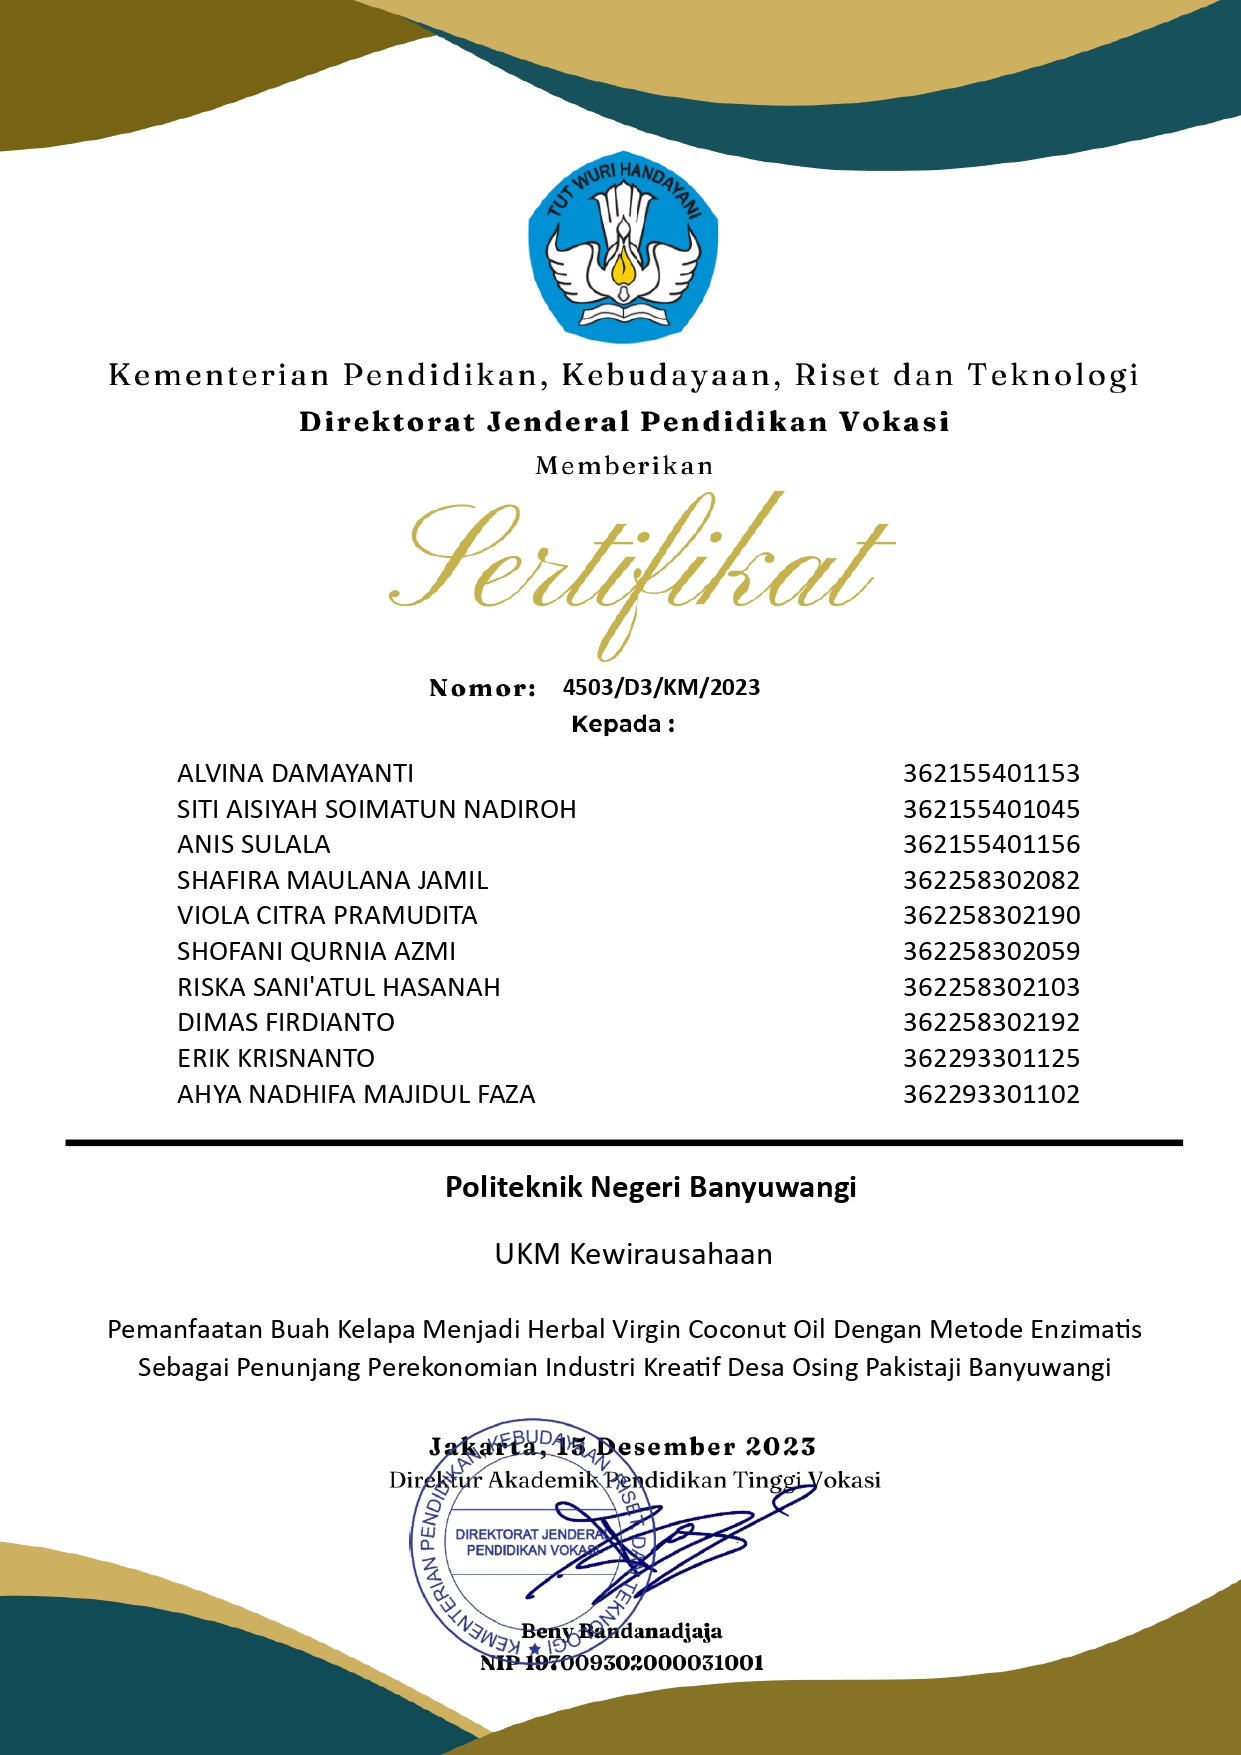 TUT WURI HANDAYANI
Kementerian Pendidikan, Kebudayaan, Riset dan Teknologi
Direktorat Jenderal Pendidikan Vokasi
Memberikan
Sertifikat
Nomor: 4503/D3/KM/2023
Kepada :
ALVINA DAMAYANTI 362155401153
SITI AISIYAH SOIMATUN NADIROH 362155401045
ANIS SULALA 362155401156
SHAFIRA MAULANA JAMIL 362258302082
VIOLA CITRA PRAMUDITA 362258302190
SHOFANI QURNIA AZMI 362258302059
RISKA SANI'ATUL HASANAH 362258302103
DIMAS FIRDIANTO 362258302192
ERIK KRISNANTO 362293301125
AHYA NADHIFA MAJIDUL FAZA 362293301102
Politeknik Negeri Banyuwangi
UKM Kewirausahaan
Pemanfaatan Buah Kelapa Menjadi Herbal Virgin Coconut Oil Dengan Metode Enzimatis
Sebagai Penunjang Perekonomian Industri Kreatif Desa Osing Pakistaji Banyuwangi
Jakarta, 15 Desember 2023
Direktur Akademik Pendidikan Tinggi Vokasi
KEMENTERIAN PENDIDIKAN, KEBUDAYAAN, RISET, DAN TEKNOLOGI
DIREKTORAT JENDERAL
PENDIDIKAN VOKASI
Beny Bandanadjaja
NIP 197009302000031001